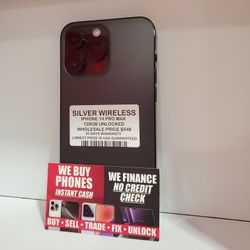 SILVER WIRELESS
IPHONE 14 PRO MAX
128GB UNLOCKED
WHOLESALE PRICE $549
30 DAYS WARRANTY
LOWEST PRICE IN USA GUARANTEED
WE BUY
PHONES
INSTANT CASH
WE FINANCE
NO CREDIT
CHECK
BUY • SELL • TRADE • FIX • UNLOCK